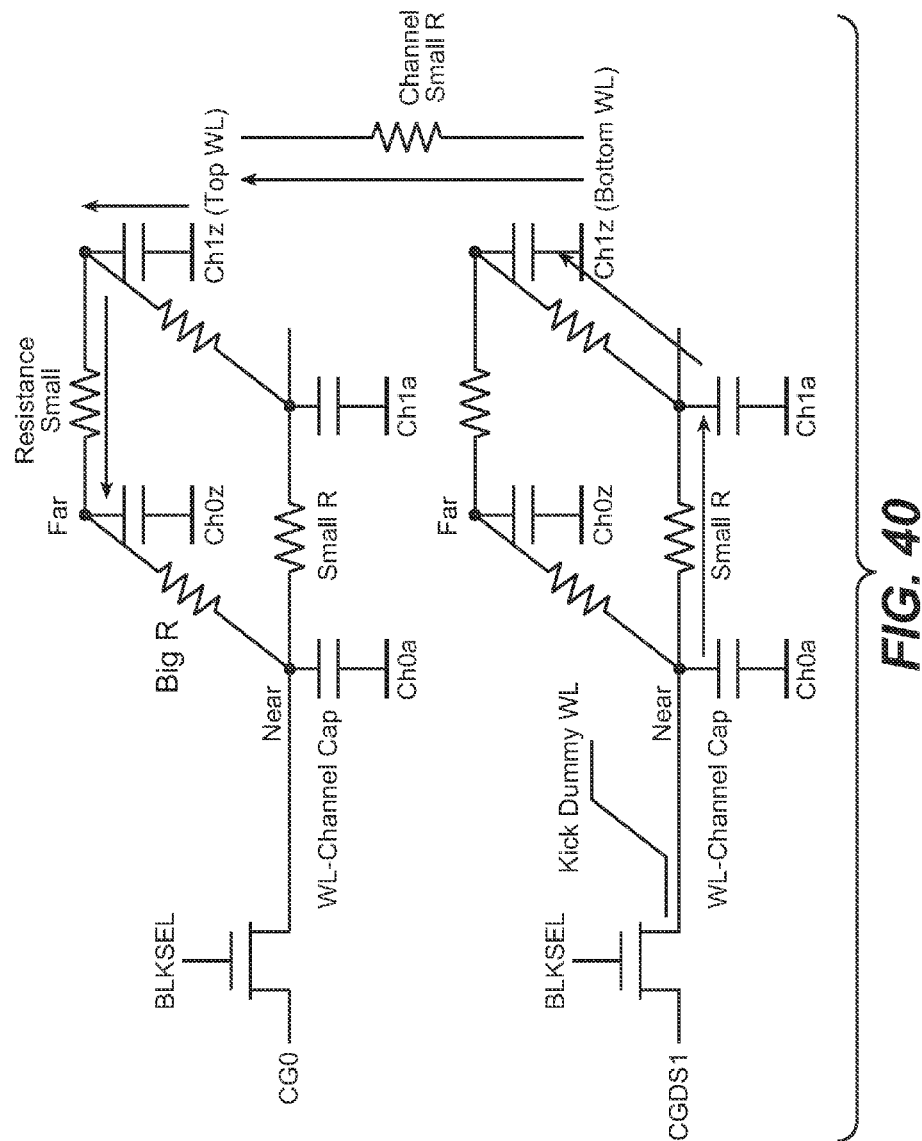 Resistance
Small
Far
Ch0z
Ch1z (Top WL)
Channel
Small R
Big R
Small R
Ch1a
Near
Ch0a
WL-Channel Cap
BLKSEL
CG0
Far
Ch0z
Ch1z (Bottom WL)
Small R
Ch1a
Near
Ch0a
Kick Dummy WL
WL-Channel Cap
BLKSEL
CGDS1
FIG. 40